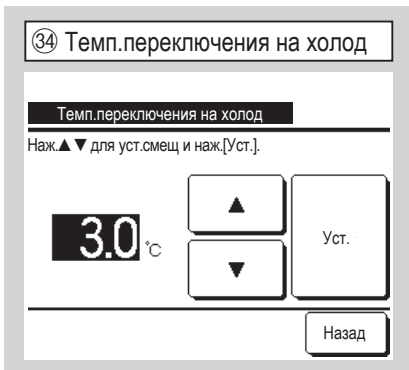 ㉞ Темп.переключения на холод
Темп.переключения на холод
Наж.▲▼ для уст.смещ и наж.[Уст.].
▲
3.0 °C
Уст.
▼
Назад